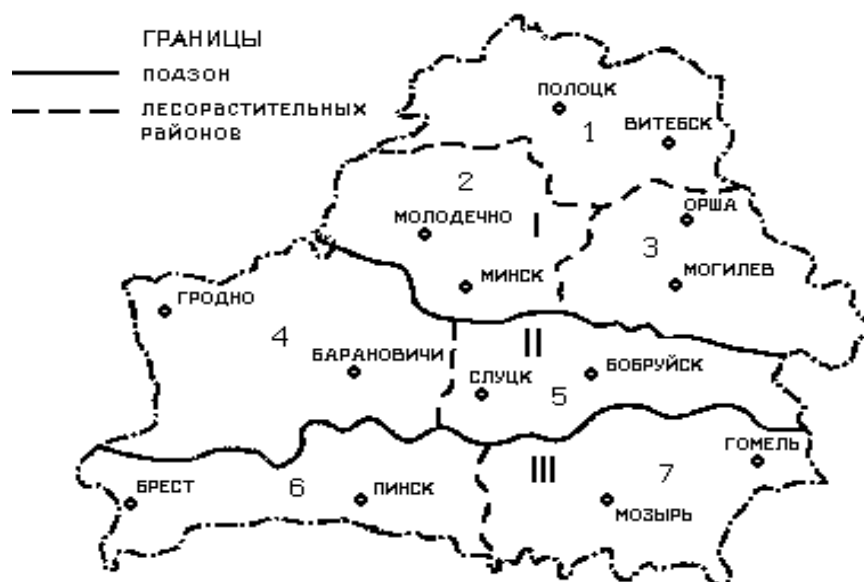 ГРАНИЦЫ
ПОДЗОН
ЛЕСОРАСТИТЕЛЬНЫХ
РАЙОНОВ
ПОЛОЦК
1
ВИТЕБСК
2
ОРША
МОЛОДЕЧНО
I
3
МИНСК
МОГИЛЕВ
ГРОДНО
4
II
БАРАНОВИЧИ
БОБРУЙСК
СЛУЦК
5
ГОМЕЛЬ
III
7
БРЕСТ
6
ПИНСК
МОЗЫРЬ